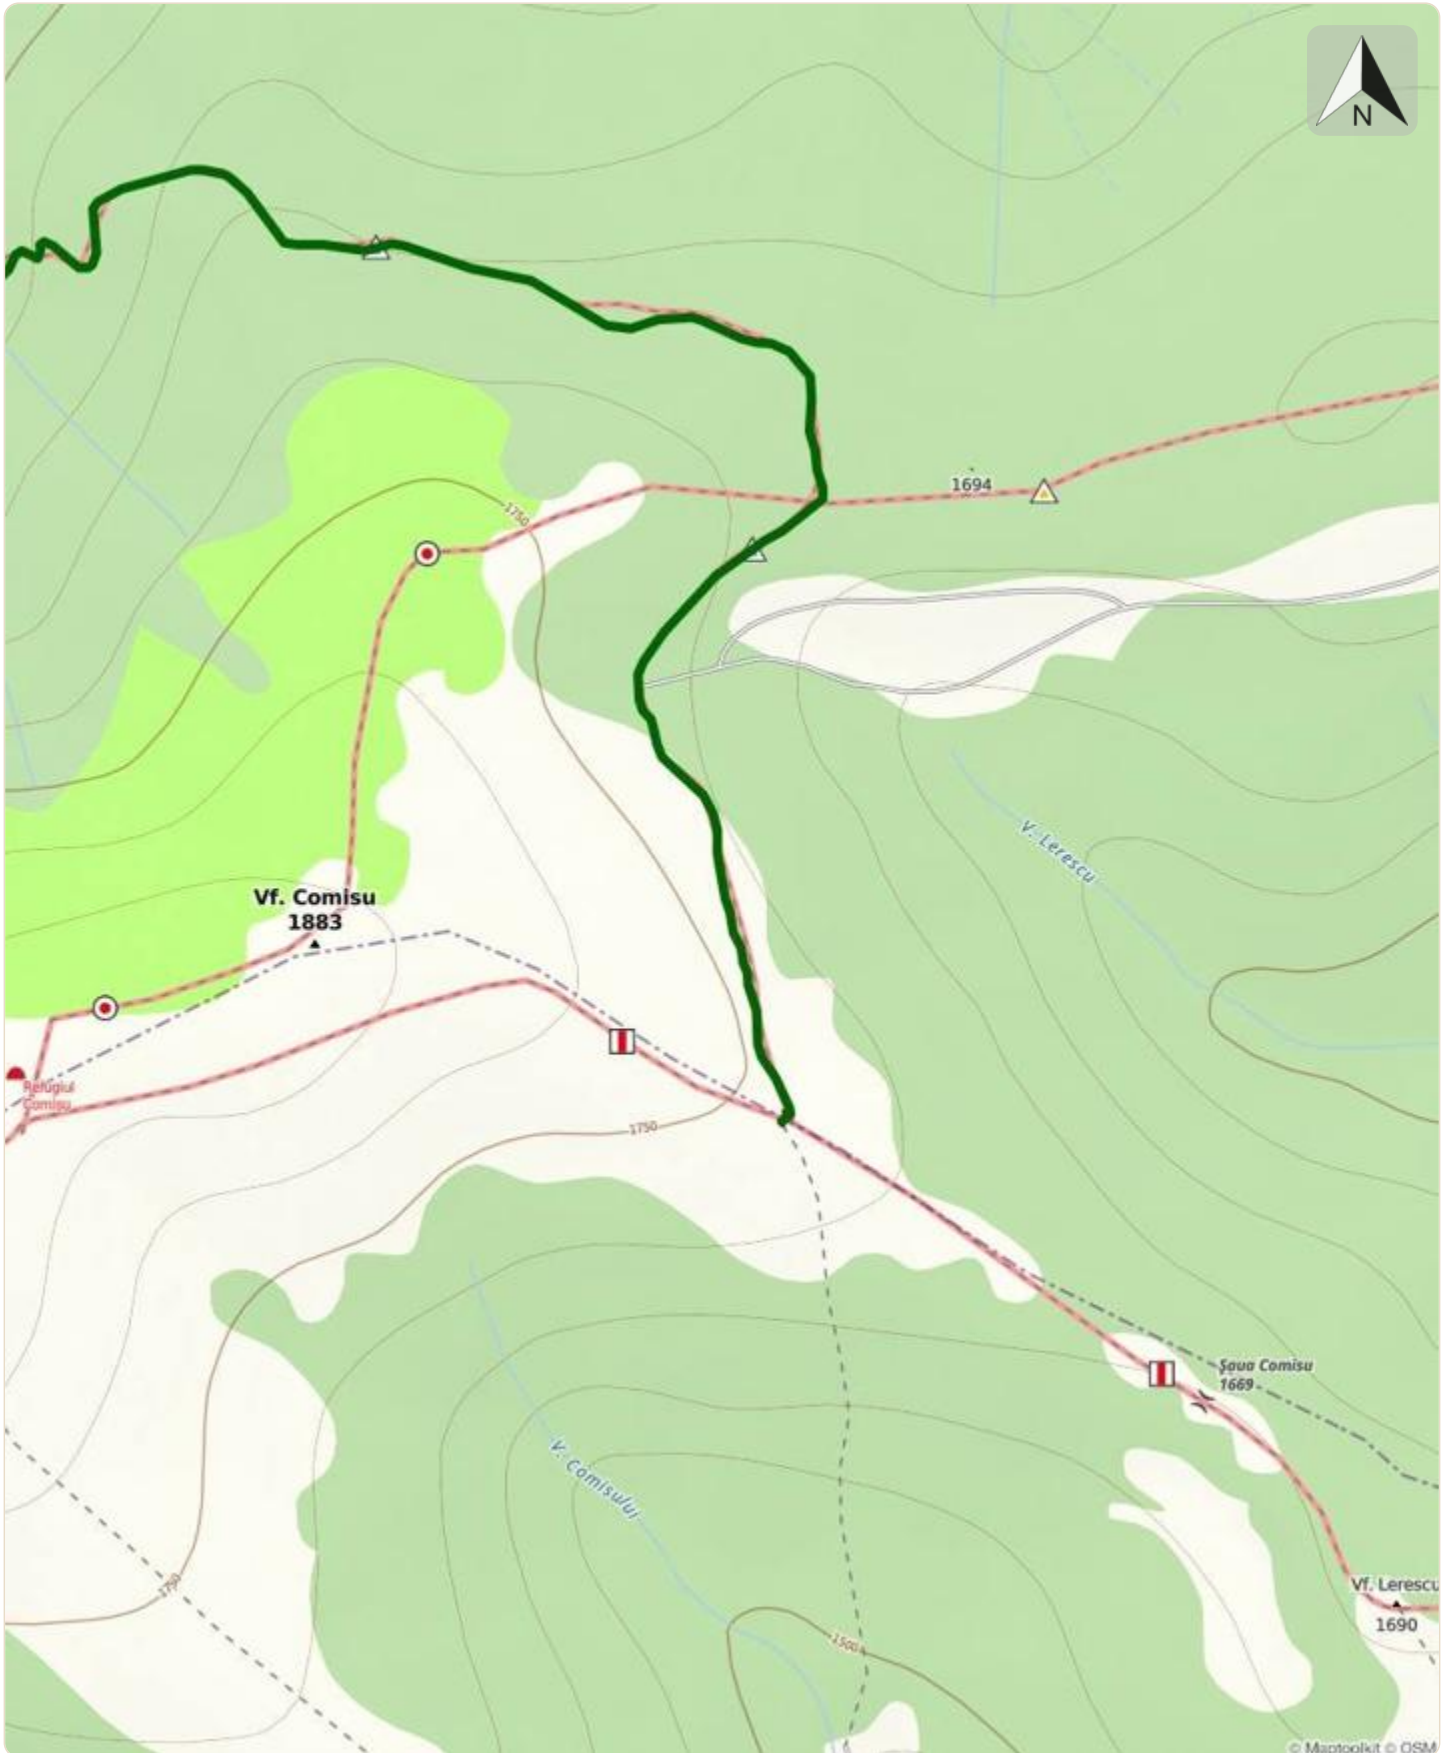 N
1694
1750
V. Lerescu
Vf. Comisu
1883
Refugiul
Comisu
1750
Șaua Comisu
1669
V. Comisului
1750
Vf. Lerescu
1690
1500
© Maptoolkit © OSM